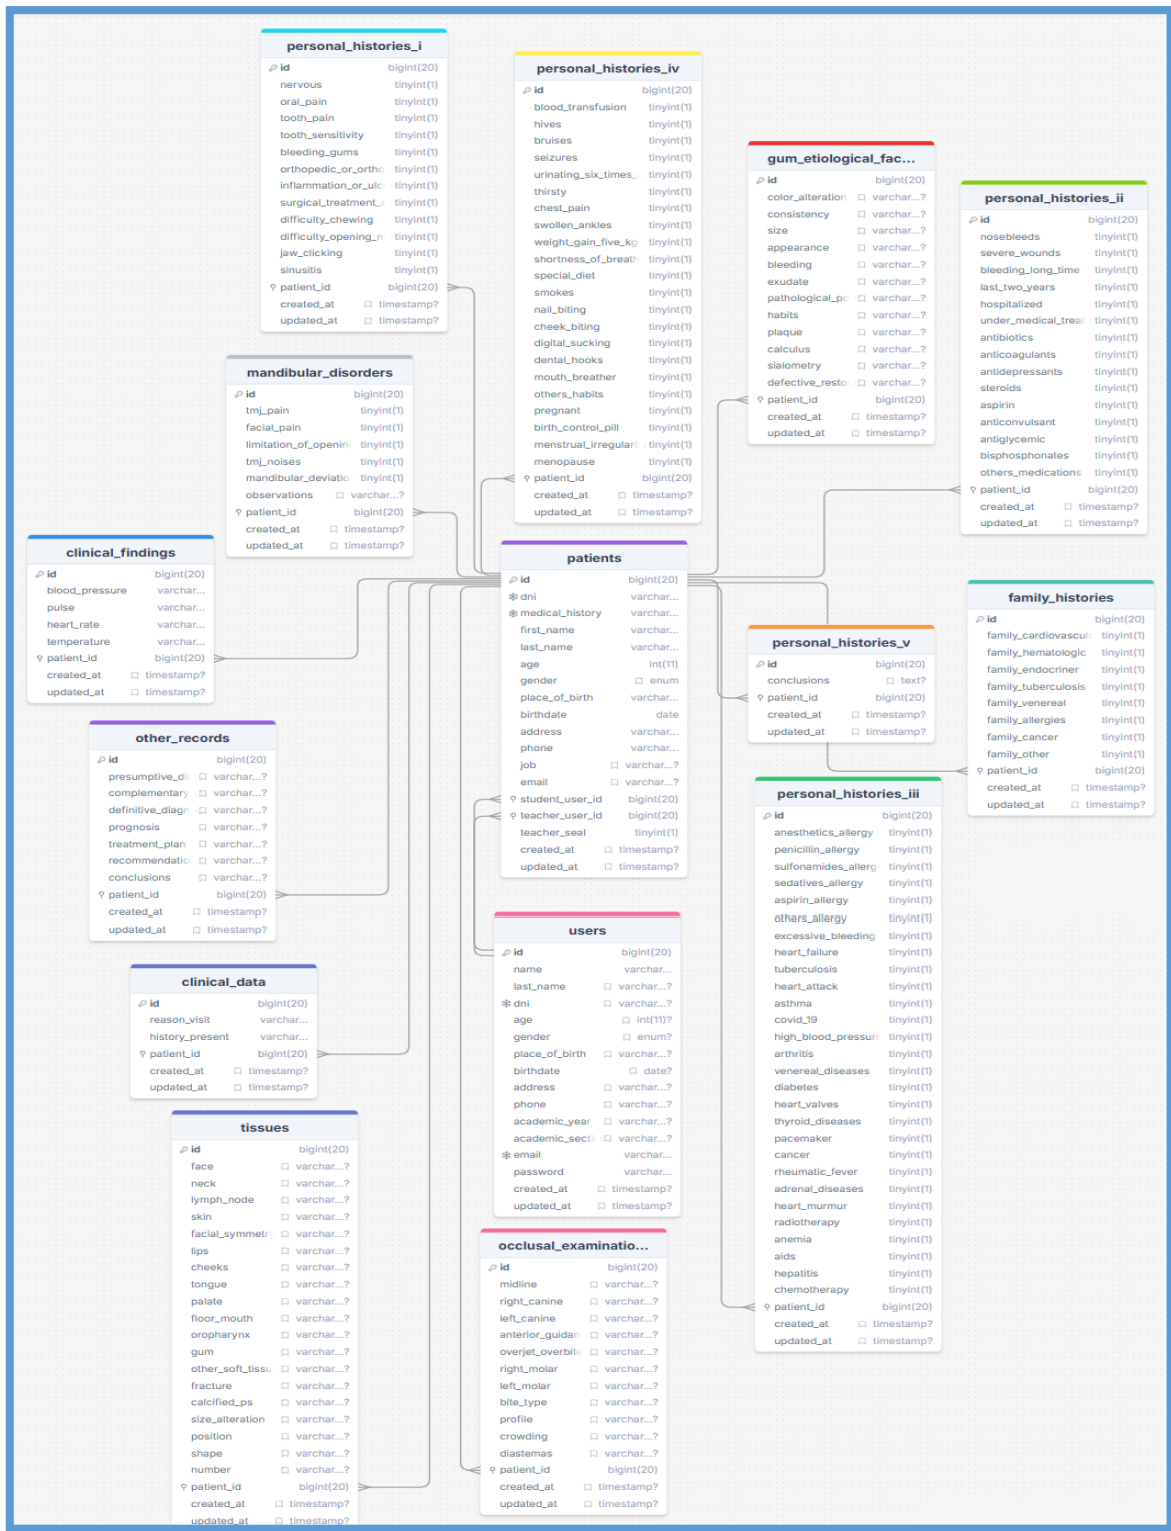 personal_histories_i
id bigint(20)
nervous tinyint(1)
oral_pain tinyint(1)
tooth_pain tinyint(1)
tooth_sensitivity tinyint(1)
bleeding_gums tinyint(1)
orthopedic_or_ortho tinyint(1)
inflammation_or_ulc tinyint(1)
surgical_treatment_ tinyint(1)
difficulty_chewing tinyint(1)
difficulty_opening_m tinyint(1)
jaw_clicking tinyint(1)
sinusitis tinyint(1)
patient_id bigint(20)
created_at timestamp?
updated_at timestamp?
personal_histories_iv
id bigint(20)
blood_transfusion tinyint(1)
hives tinyint(1)
bruises tinyint(1)
seizures tinyint(1)
urinating_six_times_ tinyint(1)
thirsty tinyint(1)
chest_pain tinyint(1)
swollen_ankles tinyint(1)
weight_gain_five_kg tinyint(1)
shortness_of_breath tinyint(1)
special_diet tinyint(1)
smokes tinyint(1)
nail_biting tinyint(1)
cheek_biting tinyint(1)
digital_sucking tinyint(1)
dental_hooks tinyint(1)
mouth_breather tinyint(1)
others_habits tinyint(1)
pregnant tinyint(1)
birth_control_pill tinyint(1)
menstrual_irregulari tinyint(1)
menopause tinyint(1)
patient_id bigint(20)
created_at timestamp?
updated_at timestamp?
gum_etiological_fac...
id bigint(20)
color_alteration varchar...?
consistency varchar...?
size varchar...?
appearance varchar...?
bleeding varchar...?
exudate varchar...?
pathological_po varchar...?
habits varchar...?
plaque varchar...?
calculus varchar...?
sialometry varchar...?
defective_resto varchar...?
patient_id bigint(20)
created_at timestamp?
updated_at timestamp?
personal_histories_ii
id bigint(20)
nosebleeds tinyint(1)
severe_wounds tinyint(1)
bleeding_long_time tinyint(1)
last_two_years tinyint(1)
hospitalized tinyint(1)
under_medical_treat tinyint(1)
antibiotics tinyint(1)
anticoagulants tinyint(1)
antidepressants tinyint(1)
steroids tinyint(1)
aspirin tinyint(1)
anticonvulsant tinyint(1)
antiglycemic tinyint(1)
bisphosphonates tinyint(1)
others_medications tinyint(1)
patient_id bigint(20)
created_at timestamp?
updated_at timestamp?
mandibular_disorders
id bigint(20)
tmj_pain tinyint(1)
facial_pain tinyint(1)
limitation_of_openin tinyint(1)
tmj_noises tinyint(1)
mandibular_deviatio tinyint(1)
observations varchar...?
patient_id bigint(20)
created_at timestamp?
updated_at timestamp?
clinical_findings
id bigint(20)
blood_pressure varchar...
pulse varchar...
heart_rate varchar...
temperature varchar...
patient_id bigint(20)
created_at timestamp?
updated_at timestamp?
patients
id bigint(20)
dni varchar...
medical_history varchar...
first_name varchar...
last_name varchar...
age int(11)
gender enum
place_of_birth varchar...
birthdate date
address varchar...
phone varchar...
job varchar...?
email varchar...?
student_user_id bigint(20)
teacher_user_id bigint(20)
teacher_seal tinyint(1)
created_at timestamp?
updated_at timestamp?
personal_histories_v
id bigint(20)
conclusions text?
patient_id bigint(20)
created_at timestamp?
updated_at timestamp?
family_histories
id bigint(20)
family_cardiovascul tinyint(1)
family_hematologic tinyint(1)
family_endocriner tinyint(1)
family_tuberculosis tinyint(1)
family_venereal tinyint(1)
family_allergies tinyint(1)
family_cancer tinyint(1)
family_other tinyint(1)
patient_id bigint(20)
created_at timestamp?
updated_at timestamp?
other_records
id bigint(20)
presumptive_di varchar...?
complementary_ varchar...?
definitive_diagn varchar...?
prognosis varchar...?
treatment_plan varchar...?
recommendatio varchar...?
conclusions varchar...?
patient_id bigint(20)
created_at timestamp?
updated_at timestamp?
personal_histories_iii
id bigint(20)
anesthetics_allergy tinyint(1)
penicillin_allergy tinyint(1)
sulfonamides_allerg tinyint(1)
sedatives_allergy tinyint(1)
aspirin_allergy tinyint(1)
others_allergy tinyint(1)
excessive_bleeding tinyint(1)
heart_failure tinyint(1)
tuberculosis tinyint(1)
heart_attack tinyint(1)
asthma tinyint(1)
covid_19 tinyint(1)
high_blood_pressur tinyint(1)
arthritis tinyint(1)
venereal_diseases tinyint(1)
diabetes tinyint(1)
heart_valves tinyint(1)
thyroid_diseases tinyint(1)
pacemaker tinyint(1)
cancer tinyint(1)
rheumatic_fever tinyint(1)
adrenal_diseases tinyint(1)
heart_murmur tinyint(1)
radiotherapy tinyint(1)
anemia tinyint(1)
aids tinyint(1)
hepatitis tinyint(1)
chemotherapy tinyint(1)
patient_id bigint(20)
created_at timestamp?
updated_at timestamp?
users
id bigint(20)
name varchar...
last_name varchar...?
dni varchar...?
age int(11)?
gender enum?
place_of_birth varchar...?
birthdate date?
address varchar...?
phone varchar...?
academic_year varchar...?
academic_secti varchar...?
email varchar...
password varchar...
created_at timestamp?
updated_at timestamp?
clinical_data
id bigint(20)
reason_visit varchar...
history_present varchar...
patient_id bigint(20)
created_at timestamp?
updated_at timestamp?
tissues
id bigint(20)
face varchar...?
neck varchar...?
lymph_node varchar...?
skin varchar...?
facial_symmetry varchar...?
lips varchar...?
cheeks varchar...?
tongue varchar...?
palate varchar...?
floor_mouth varchar...?
oropharynx varchar...?
gum varchar...?
other_soft_tissu varchar...?
fracture varchar...?
calcified_ps varchar...?
size_alteration varchar...?
position varchar...?
shape varchar...?
number varchar...?
patient_id bigint(20)
created_at timestamp?
updated_at timestamp?
occlusal_examinatio...
id bigint(20)
midline varchar...?
right_canine varchar...?
left_canine varchar...?
anterior_guidan varchar...?
overjet_overbite varchar...?
right_molar varchar...?
left_molar varchar...?
bite_type varchar...?
profile varchar...?
crowding varchar...?
diastemas varchar...?
patient_id bigint(20)
created_at timestamp?
updated_at timestamp?